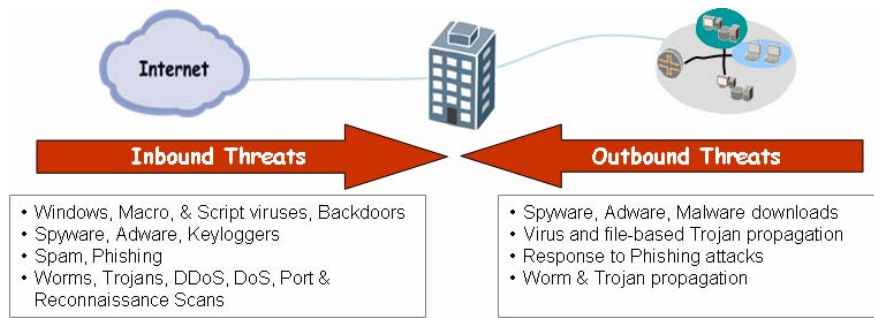 Internet
Inbound Threats
Outbound Threats
• Windows, Macro, & Script viruses, Backdoors
• Spyware, Adware, Keyloggers
• Spam, Phishing
• Worms, Trojans, DDoS, DoS, Port &
Reconnaissance Scans
• Spyware, Adware, Malware downloads
• Virus and file-based Trojan propagation
• Response to Phishing attacks
• Worm & Trojan propagation